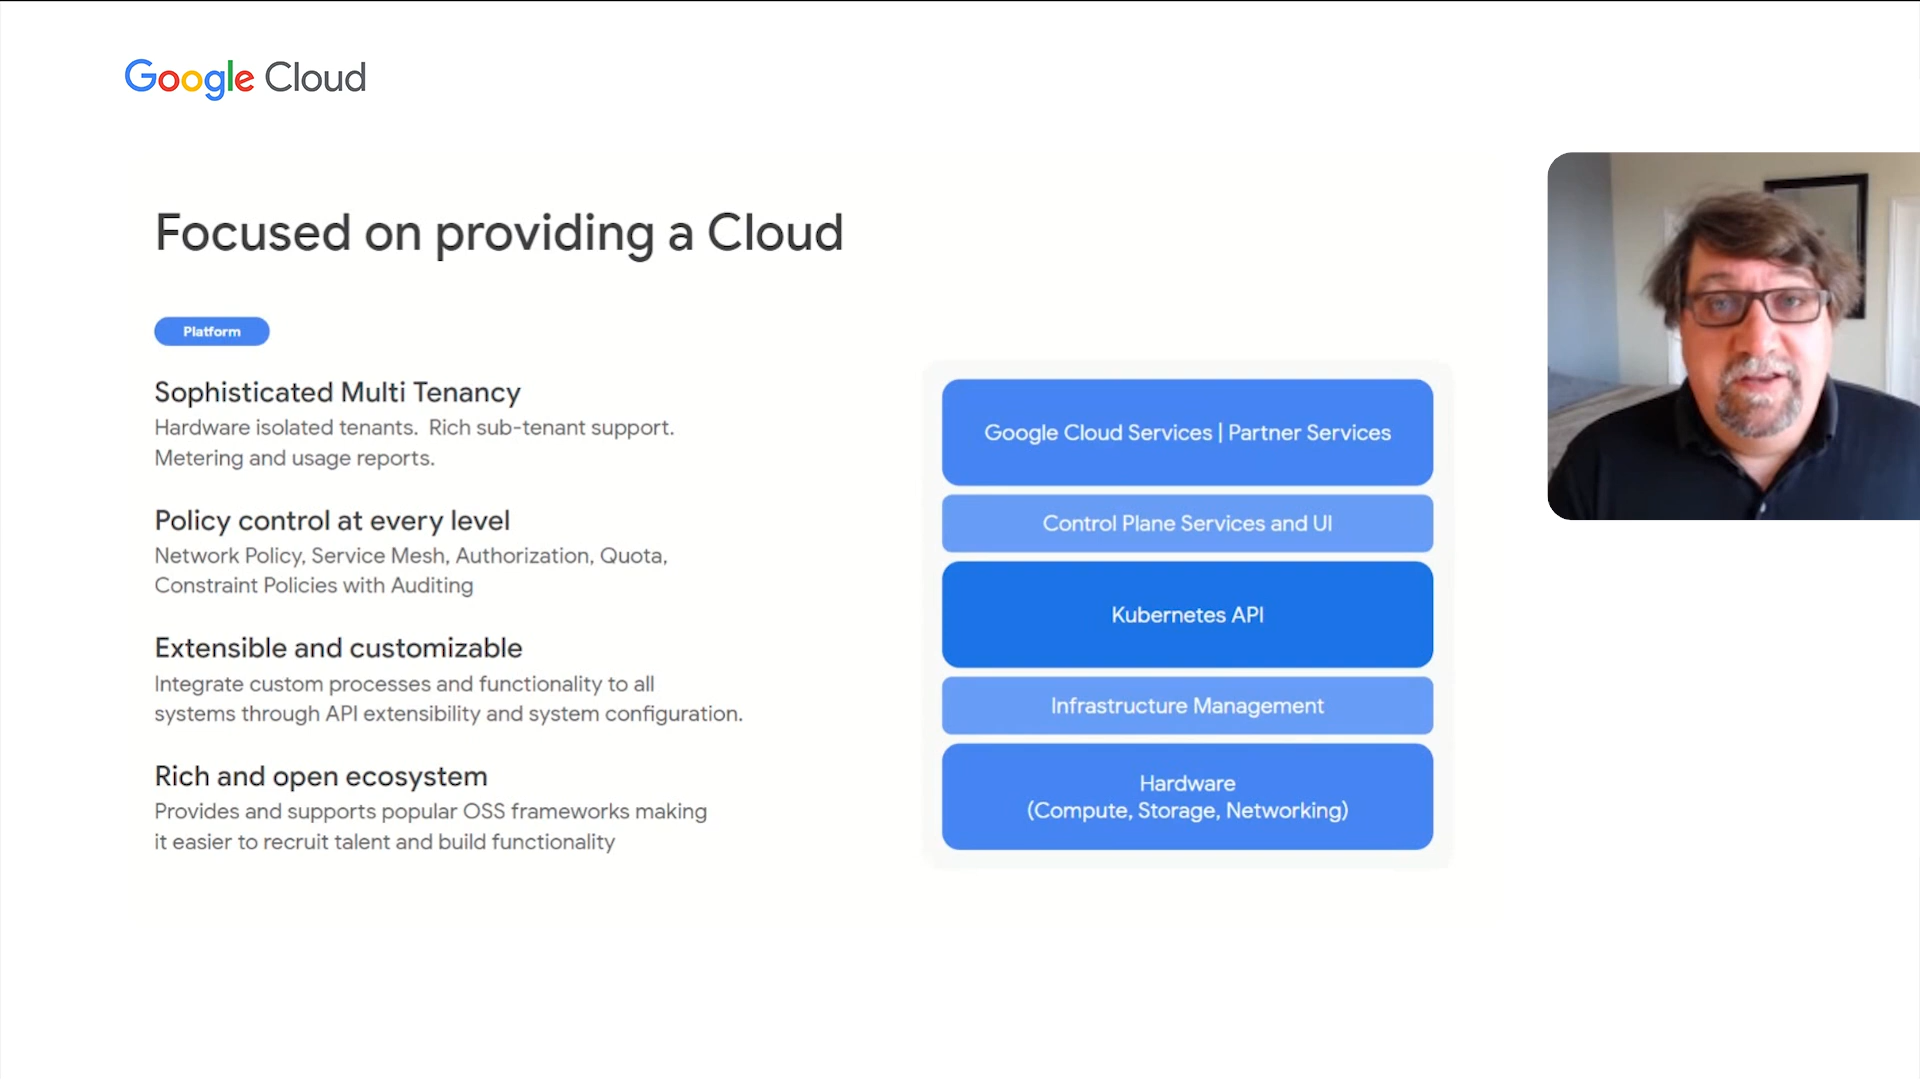 Google Cloud
Focused on providing a Cloud
Platform
Sophisticated Multi Tenancy
Hardware isolated tenants.  Rich sub-tenant support.
Metering and usage reports.
Policy control at every level
Network Policy, Service Mesh, Authorization, Quota,
Constraint Policies with Auditing
Extensible and customizable
Integrate custom processes and functionality to all
systems through API extensibility and system configuration.
Rich and open ecosystem
Provides and supports popular OSS frameworks making
it easier to recruit talent and build functionality
Google Cloud Services | Partner Services
Control Plane Services and UI
Kubernetes API
Infrastructure Management
Hardware
(Compute, Storage, Networking)